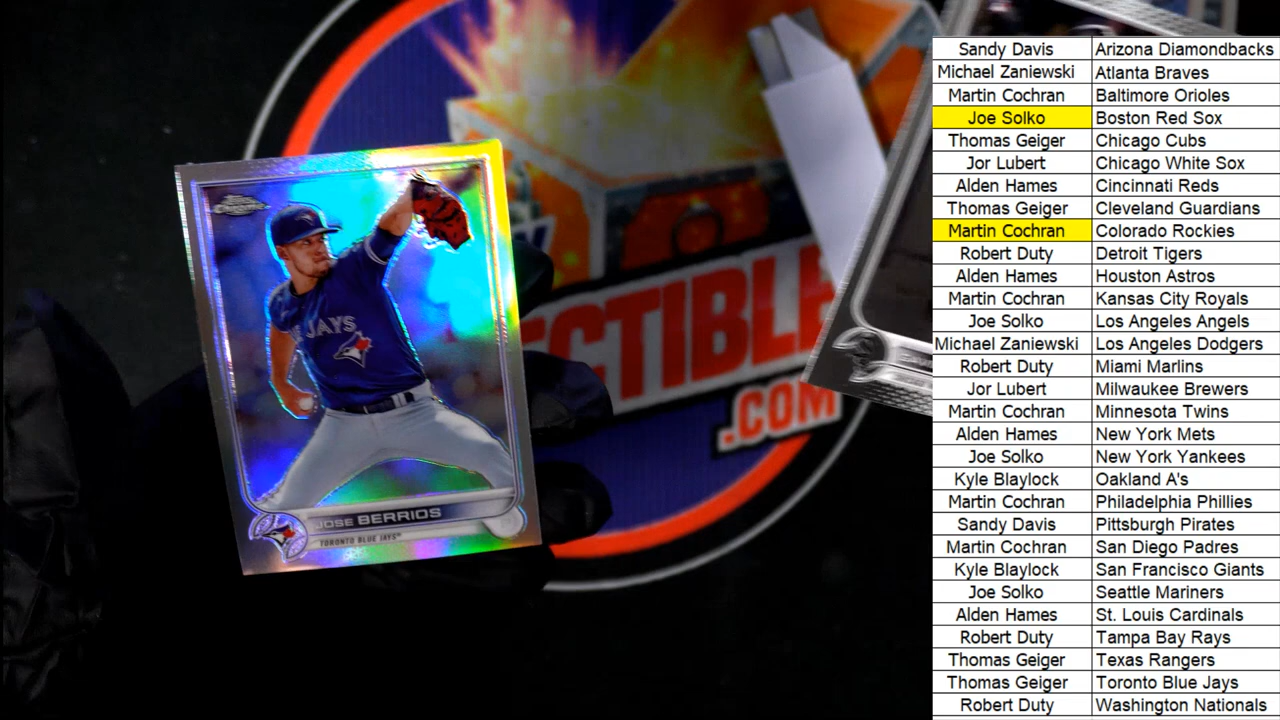 Chrome
JAYS
JOSE BERRIOS
TORONTO BLUE JAYS
ECTIBLE
.COM
Sandy Davis Arizona Diamondbacks
Michael Zaniewski Atlanta Braves
Martin Cochran Baltimore Orioles
Joe Solko Boston Red Sox
Thomas Geiger Chicago Cubs
Jor Lubert Chicago White Sox
Alden Hames Cincinnati Reds
Thomas Geiger Cleveland Guardians
Martin Cochran Colorado Rockies
Robert Duty Detroit Tigers
Alden Hames Houston Astros
Martin Cochran Kansas City Royals
Joe Solko Los Angeles Angels
Michael Zaniewski Los Angeles Dodgers
Robert Duty Miami Marlins
Jor Lubert Milwaukee Brewers
Martin Cochran Minnesota Twins
Alden Hames New York Mets
Joe Solko New York Yankees
Kyle Blaylock Oakland A's
Martin Cochran Philadelphia Phillies
Sandy Davis Pittsburgh Pirates
Martin Cochran San Diego Padres
Kyle Blaylock San Francisco Giants
Joe Solko Seattle Mariners
Alden Hames St. Louis Cardinals
Robert Duty Tampa Bay Rays
Thomas Geiger Texas Rangers
Thomas Geiger Toronto Blue Jays
Robert Duty Washington Nationals